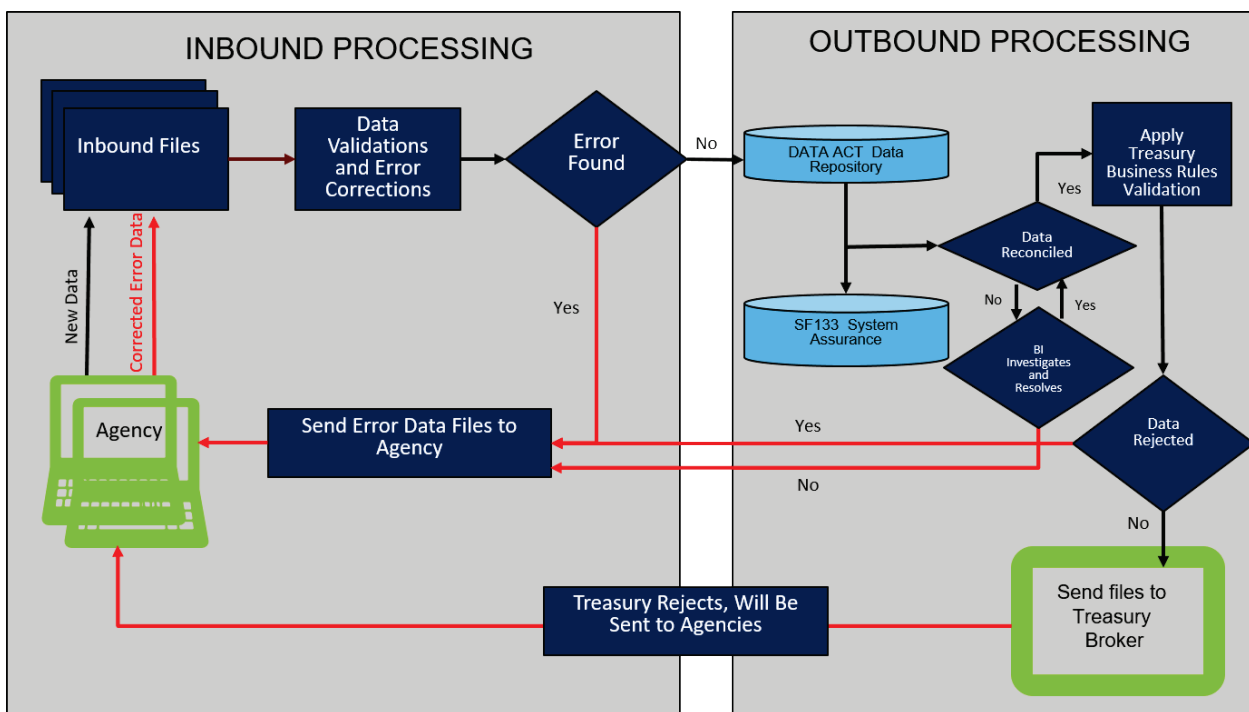 INBOUND PROCESSING
Inbound Files
Data
Validations
and Error
Corrections
Error
Found
No
Yes
New Data
Corrected Error Data
Agency
Send Error Data Files to
Agency
OUTBOUND PROCESSING
DATA ACT Data
Repository
SF133 System
Assurance
Data
Reconciled
Yes
Apply
Treasury
Business Rules
Validation
No
Yes
BI
Investigates
and
Resolves
Data
Rejected
Yes
No
No
Send files to
Treasury
Broker
Treasury Rejects, Will Be
Sent to Agencies